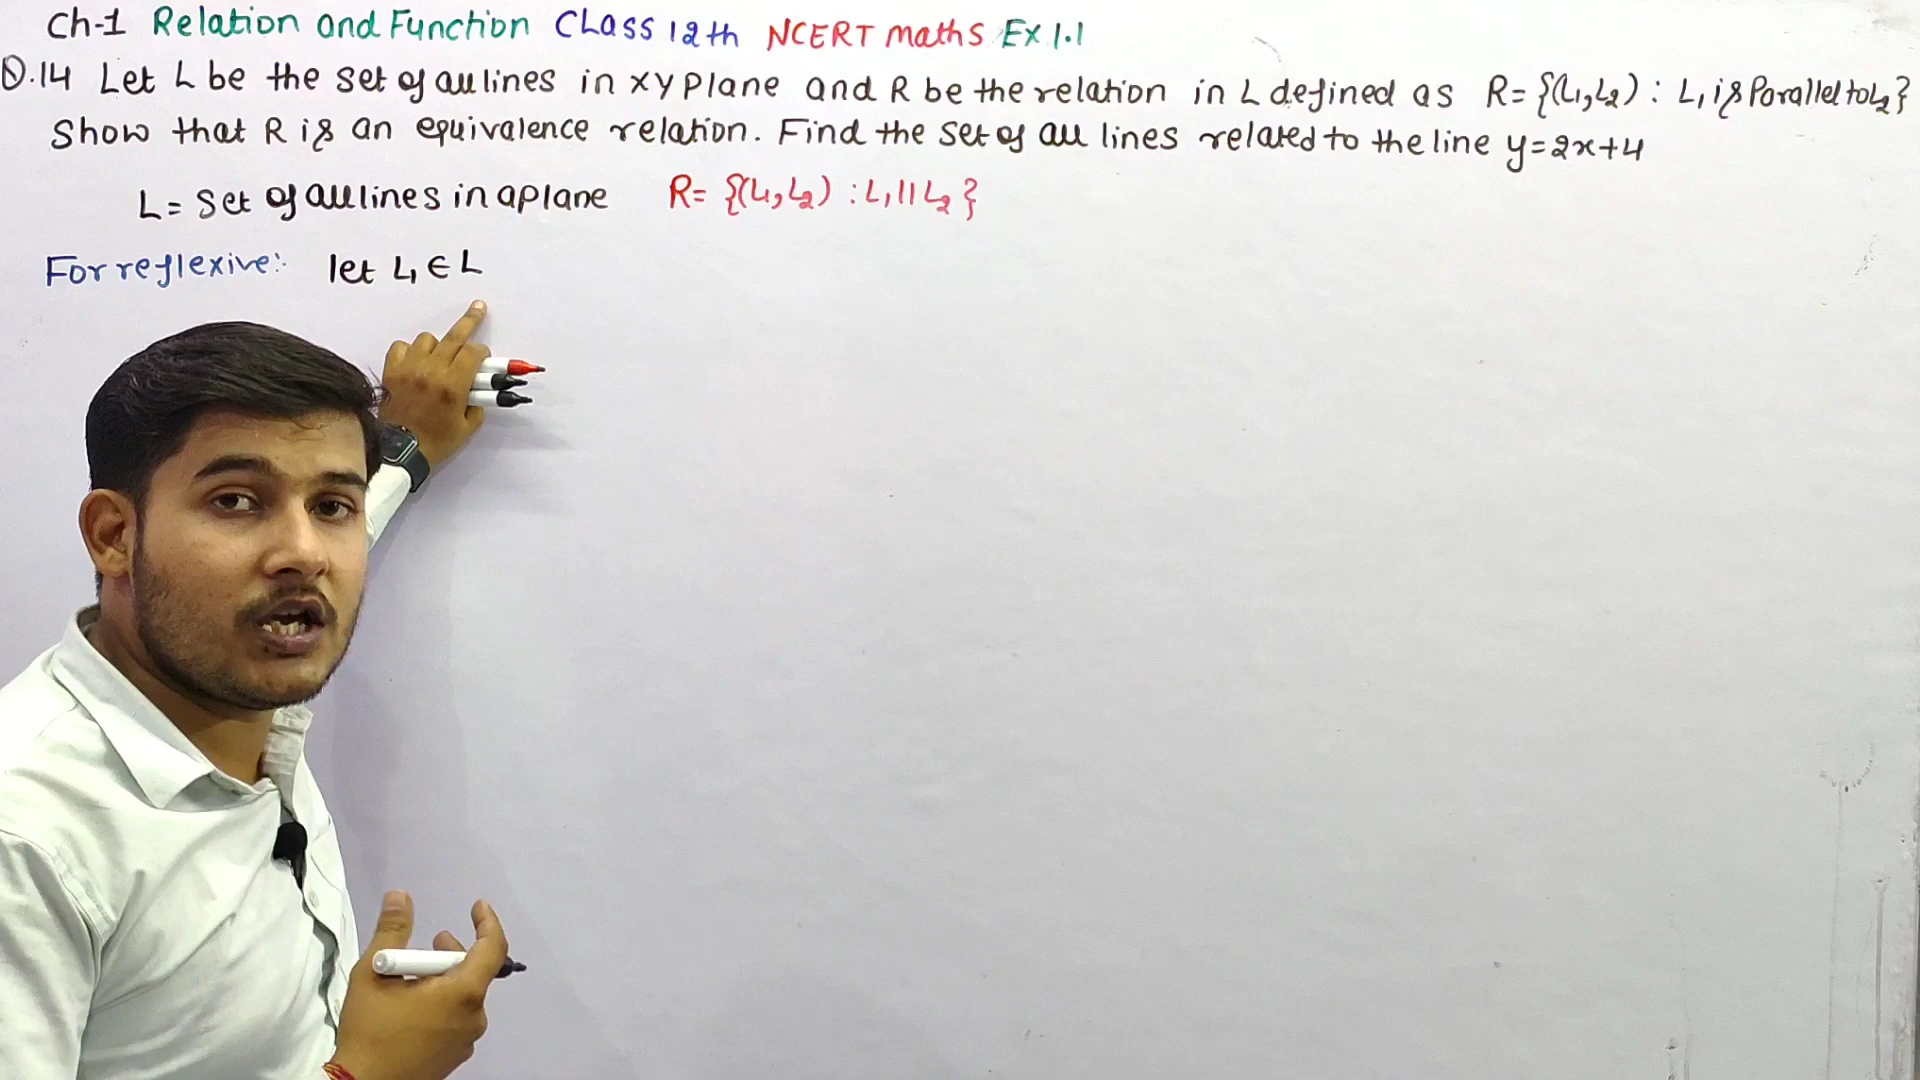 Ch-1 Relation and Function Class 12th NCERT maths Ex 1.1
Q.14 Let L be the set of all lines in xy plane and R be the relation in L defined as R= {(L₁,L₂) : L₁ is Parallel to L₂}
Show that R is an equivalence relation. Find the set of all lines related to the line y=2x+4
L= set of all lines in a plane R= {(L₁,L₂) : L₁ || L₂}
For reflexive:- let L₁ ∈ L